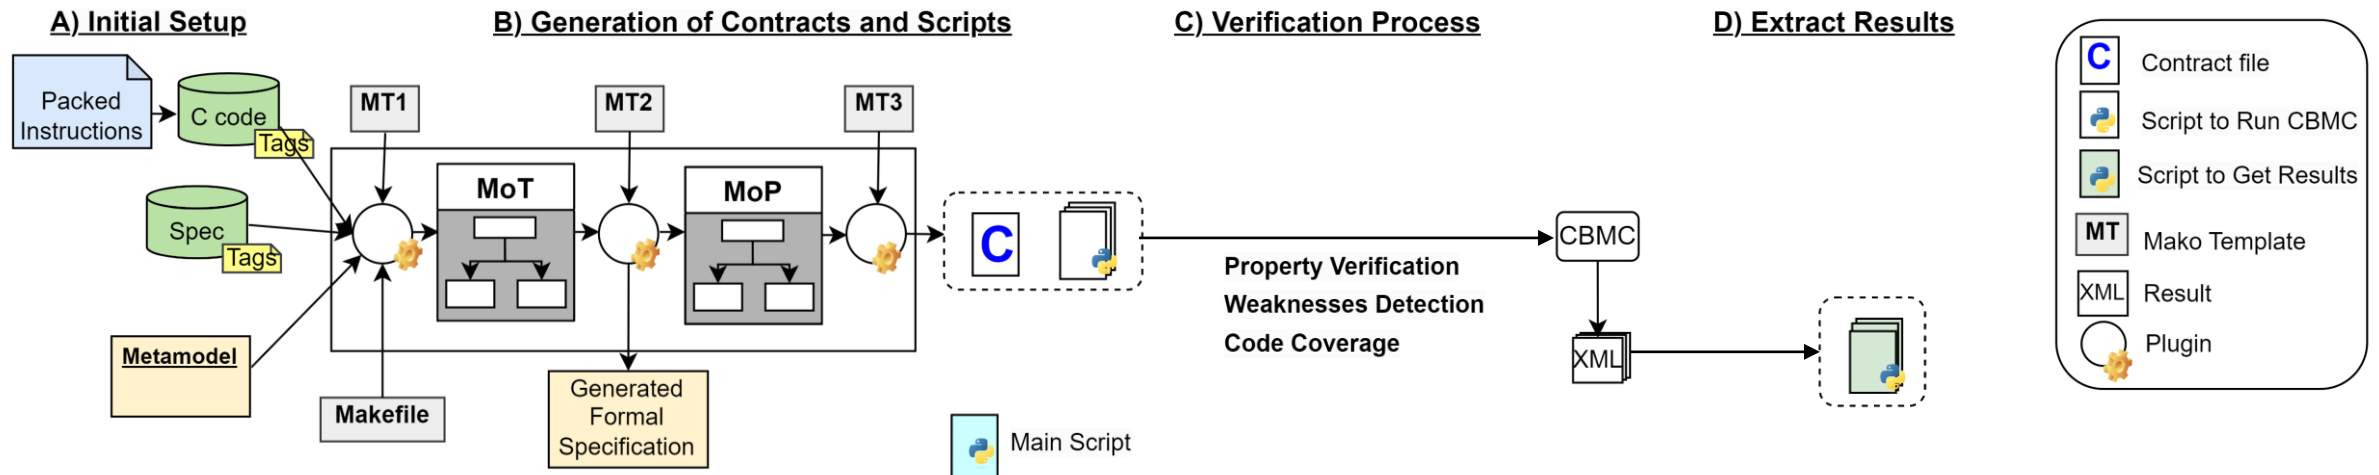 A) Initial Setup
B) Generation of Contracts and Scripts
C) Verification Process
D) Extract Results
Packed
Instructions
C code
Tags
Spec
Tags
Metamodel
Makefile
MT1
MT2
MT3
MoT
MoP
Generated
Formal
Specification
C
Main Script
Property Verification
Weaknesses Detection
Code Coverage
CBMC
XML
C
Contract file
Script to Run CBMC
Script to Get Results
MT
Mako Template
XML
Result
Plugin